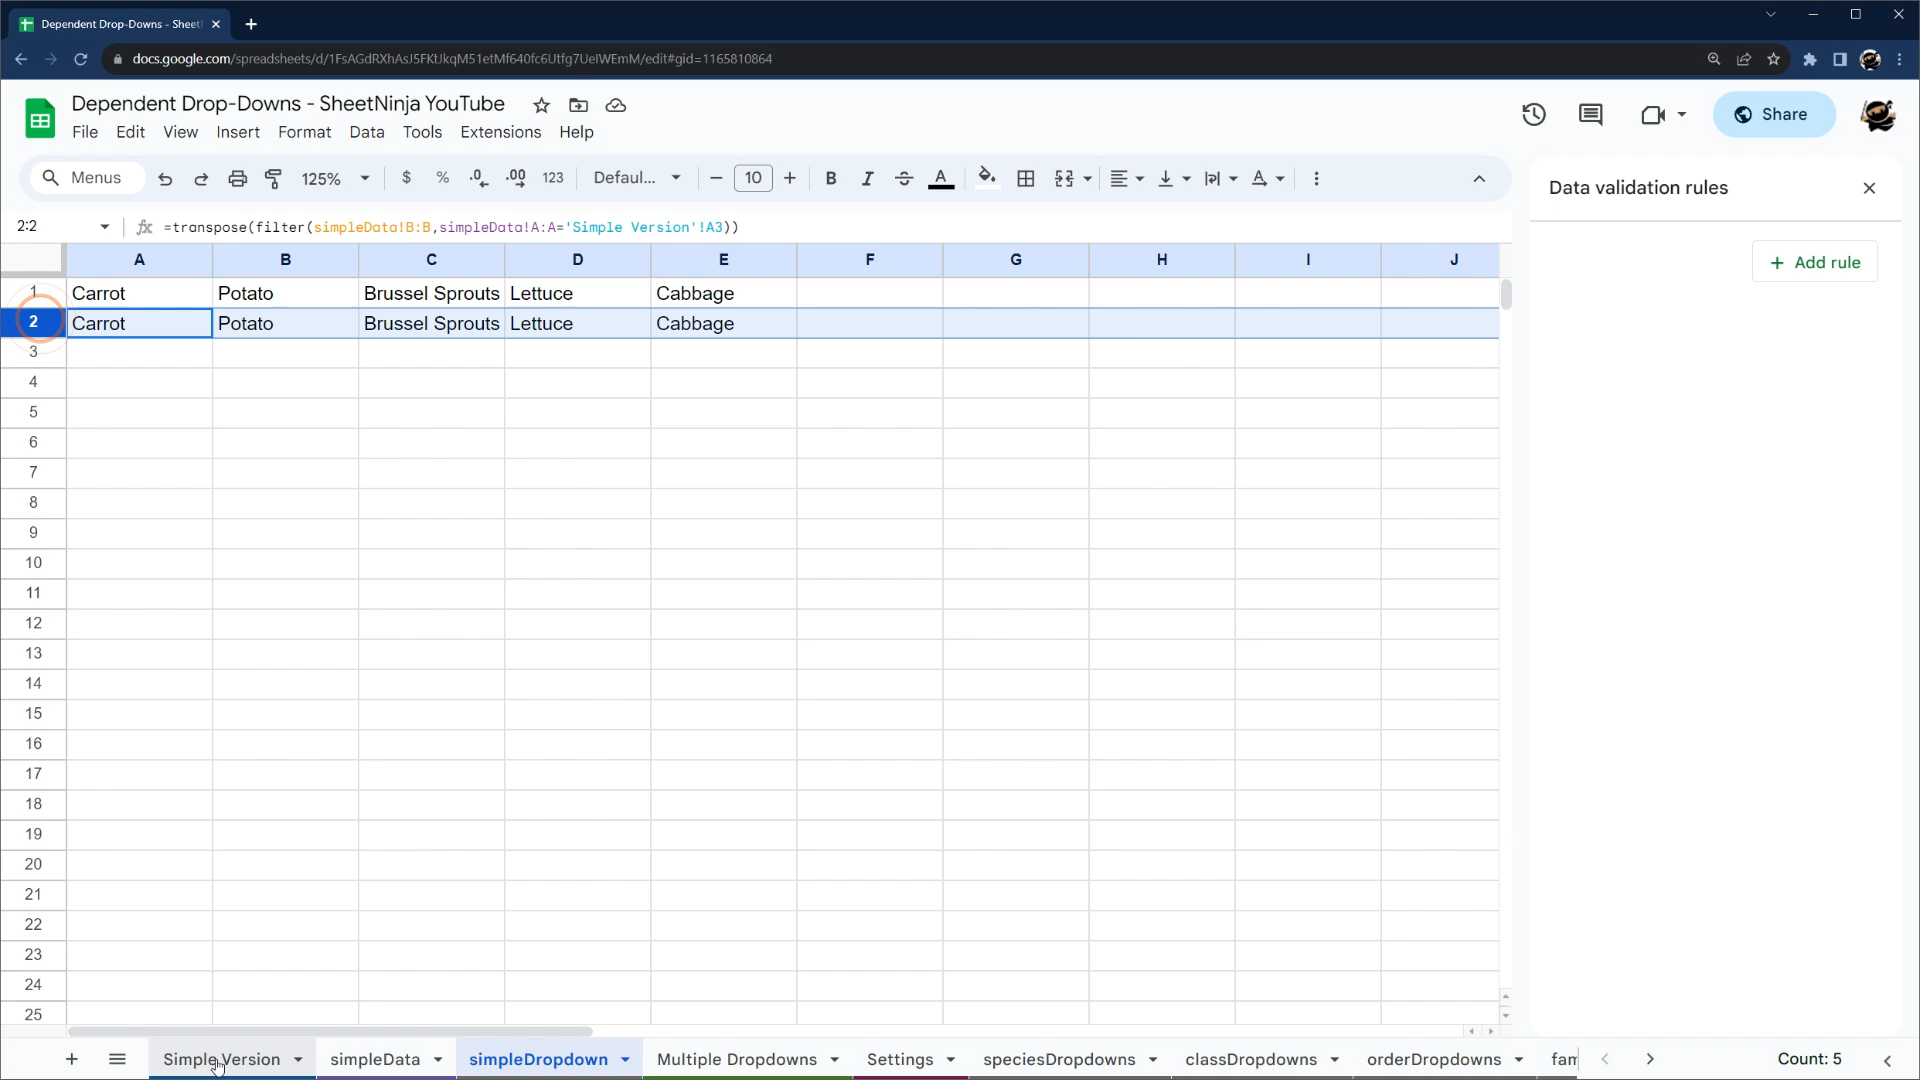 Dependent Drop-Downs - Sheet
docs.google.com/spreadsheets/d/1FsAGdRXhAsJ5FKUkqM51etMf640fc6Utfg7UeIWEmM/edit#gid=1165810864
Dependent Drop-Downs - SheetNinja YouTube
File Edit View Insert Format Data Tools Extensions Help
Share
Menus 125% $ % .0 .00 123 Defaul... 10 B I S A
Data validation rules
2:2 fx =transpose(filter(simpleData!B:B,simpleData!A:A='Simple Version'!A3))
Add rule
A B C D E F G H I J
1 Carrot Potato Brussel Sprouts Lettuce Cabbage
2 Carrot Potato Brussel Sprouts Lettuce Cabbage
3
4
5
6
7
8
9
10
11
12
13
14
15
16
17
18
19
20
21
22
23
24
25
Simple Version simpleData simpleDropdown Multiple Dropdowns Settings speciesDropdowns classDropdowns orderDropdowns fam Count: 5